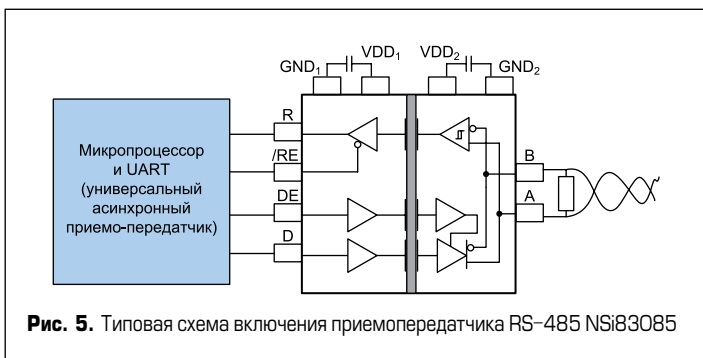 VDD₁ VDD₂
GND₁ GND₂
R
Микропроцессор
и UART
(универсальный
асинхронный
приемо-передатчик)
/RE
DE
D
B
A
Рис. 5. Типовая схема включения приемопередатчика RS-485 NSi83085